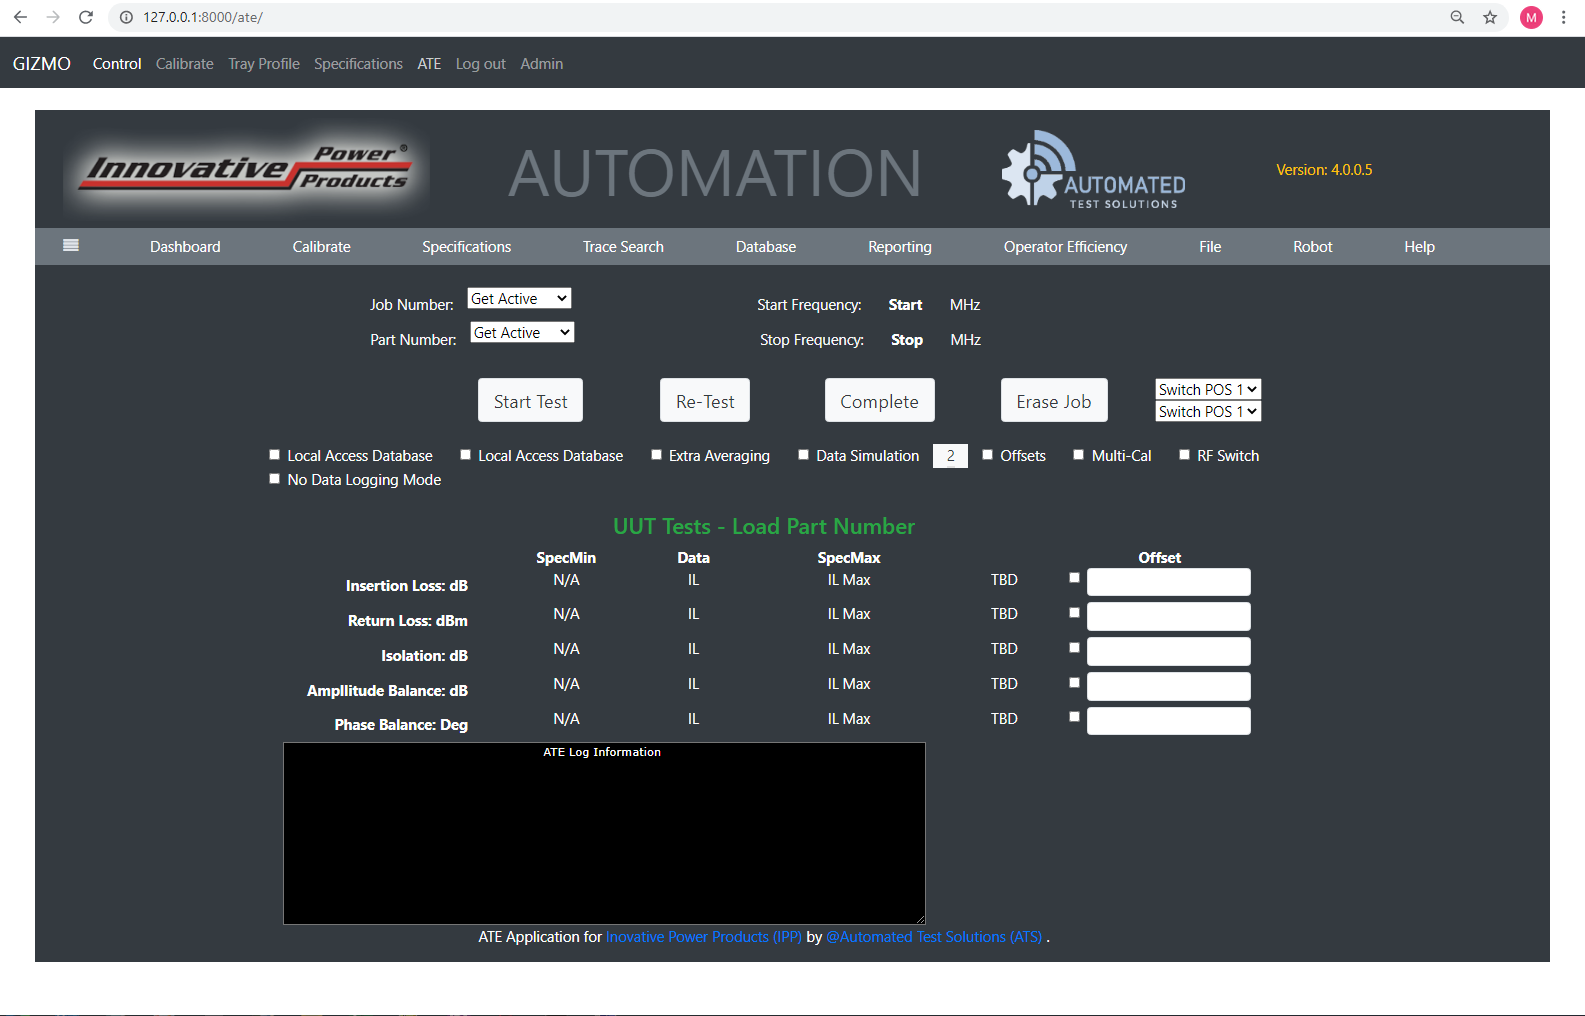 127.0.0.1:8000/ate/
M
GIZMO Control Calibrate Tray Profile Specifications ATE Log out Admin
Innovative Power Products ®
AUTOMATION
AUTOMATED
TEST SOLUTIONS
Version: 4.0.0.5
Dashboard Calibrate Specifications Trace Search Database Reporting Operator Efficiency File Robot Help
Job Number: Get Active Start Frequency: Start MHz
Part Number: Get Active Stop Frequency: Stop MHz
Start Test Re-Test Complete Erase Job Switch POS 1
Switch POS 1
Local Access Database Local Access Database Extra Averaging Data Simulation 2 Offsets Multi-Cal RF Switch
No Data Logging Mode
UUT Tests - Load Part Number
SpecMin Data SpecMax Offset
Insertion Loss: dB N/A IL IL Max TBD
Return Loss: dBm N/A IL IL Max TBD
Isolation: dB N/A IL IL Max TBD
Ampllitude Balance: dB N/A IL IL Max TBD
Phase Balance: Deg N/A IL IL Max TBD
ATE Log Information
ATE Application for Inovative Power Products (IPP) by @Automated Test Solutions (ATS) .